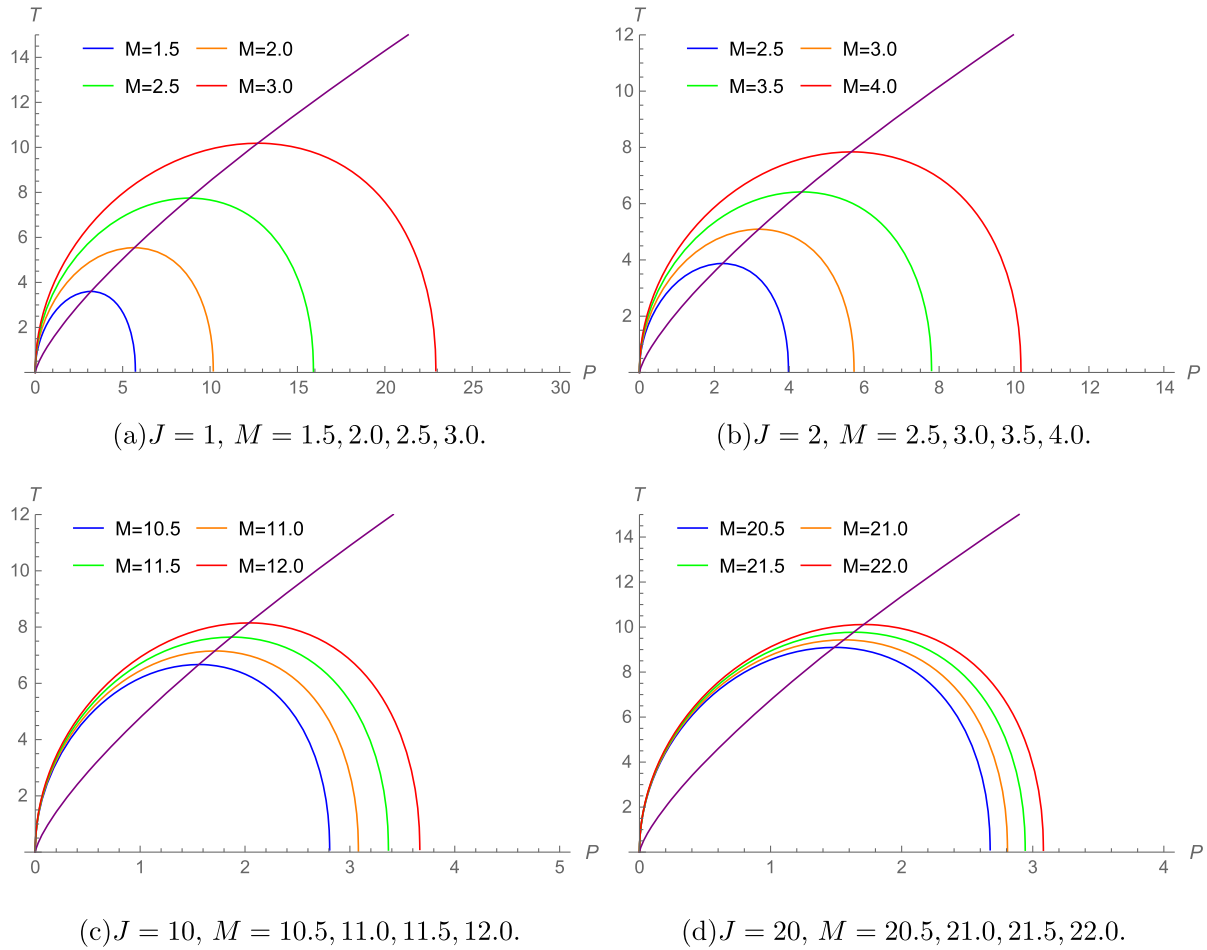 T
14
12
10
8
6
4
2
0 5 10 15 20 25 30 P
M=1.5 M=2.0
M=2.5 M=3.0
(a)J = 1, M = 1.5, 2.0, 2.5, 3.0.
T
12
10
8
6
4
2
0 2 4 6 8 10 12 14 P
M=2.5 M=3.0
M=3.5 M=4.0
(b)J = 2, M = 2.5, 3.0, 3.5, 4.0.
T
12
10
8
6
4
2
0 1 2 3 4 5 P
M=10.5 M=11.0
M=11.5 M=12.0
(c)J = 10, M = 10.5, 11.0, 11.5, 12.0.
T
14
12
10
8
6
4
2
0 1 2 3 4 P
M=20.5 M=21.0
M=21.5 M=22.0
(d)J = 20, M = 20.5, 21.0, 21.5, 22.0.